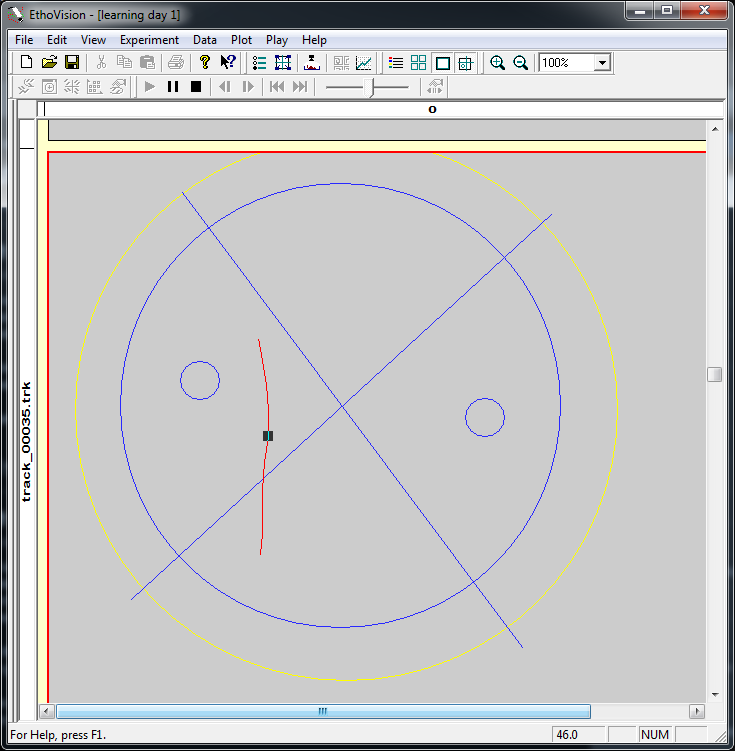 EthoVision - [learning day 1]
File Edit View Experiment Data Plot Play Help
100%
0
track_00035.trk
For Help, press F1.
46.0
NUM